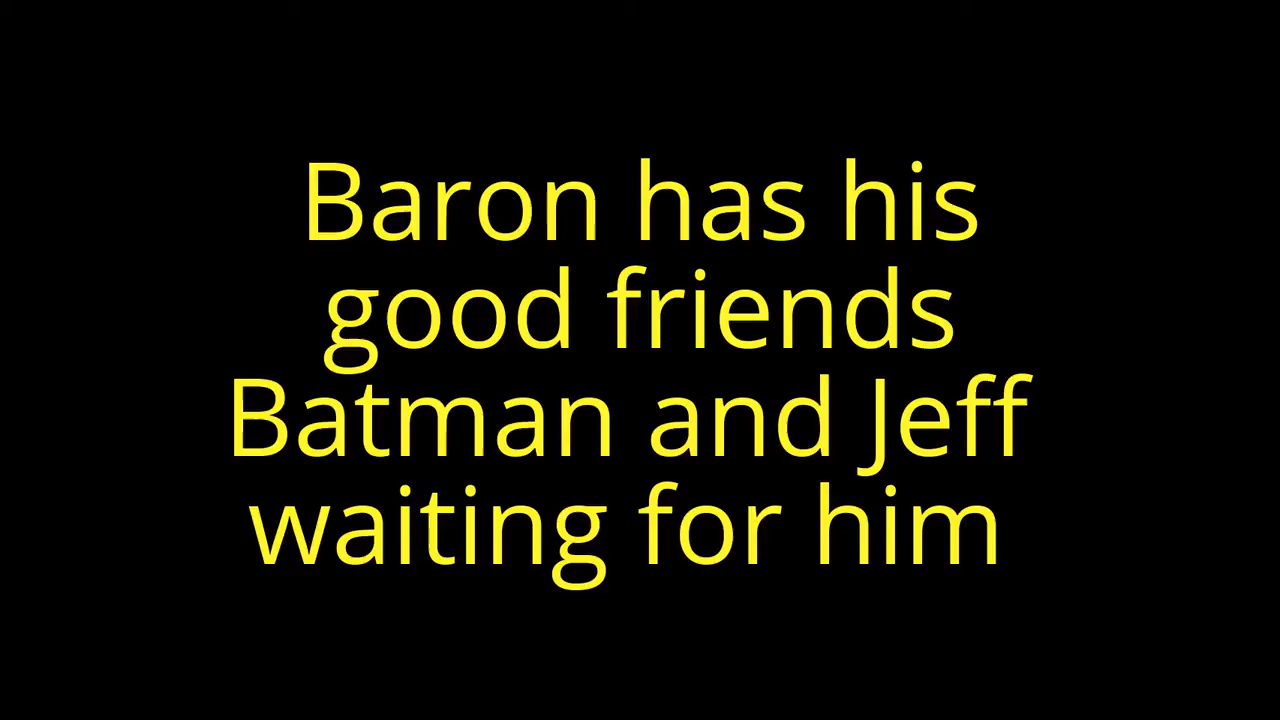 Baron has his
good friends
Batman and Jeff
waiting for him